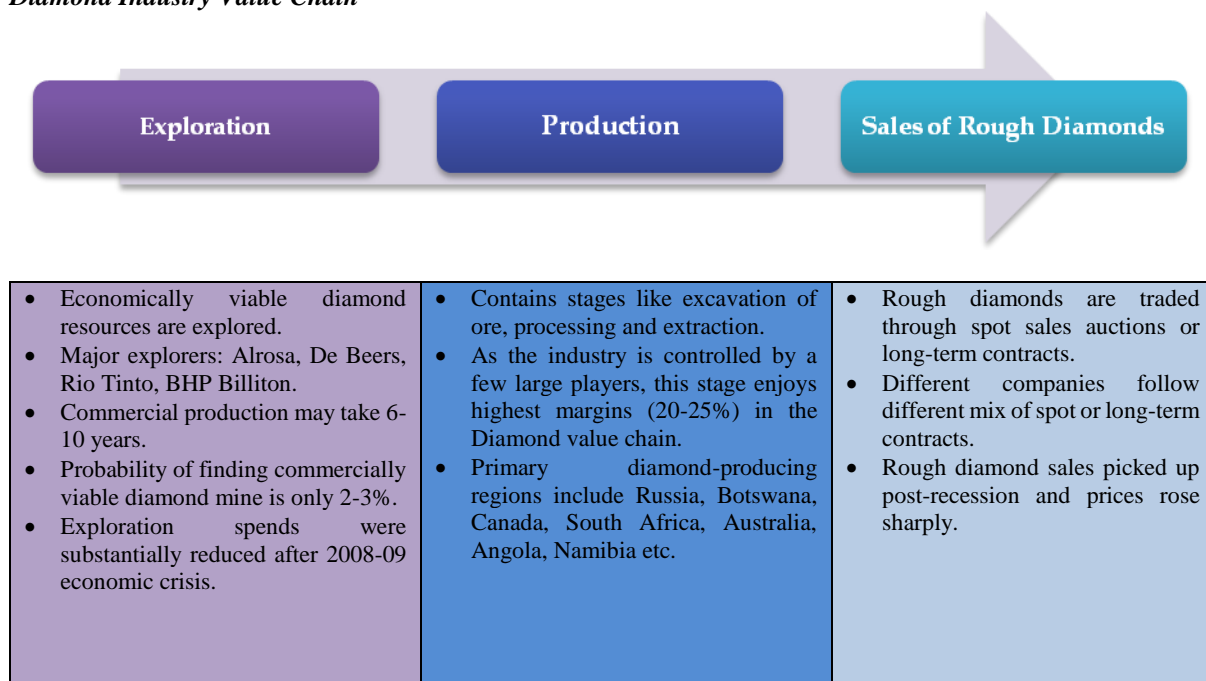 Diamond Industry Value Chain
Exploration
Production
Sales of Rough Diamonds
• Economically viable diamond
resources are explored.
• Major explorers: Alrosa, De Beers,
Rio Tinto, BHP Billiton.
• Commercial production may take 6-
10 years.
• Probability of finding commercially
viable diamond mine is only 2-3%.
• Exploration spends were
substantially reduced after 2008-09
economic crisis.
• Contains stages like excavation of
ore, processing and extraction.
• As the industry is controlled by a
few large players, this stage enjoys
highest margins (20-25%) in the
Diamond value chain.
• Primary diamond-producing
regions include Russia, Botswana,
Canada, South Africa, Australia,
Angola, Namibia etc.
• Rough diamonds are traded
through spot sales auctions or
long-term contracts.
• Different companies follow
different mix of spot or long-term
contracts.
• Rough diamond sales picked up
post-recession and prices rose
sharply.